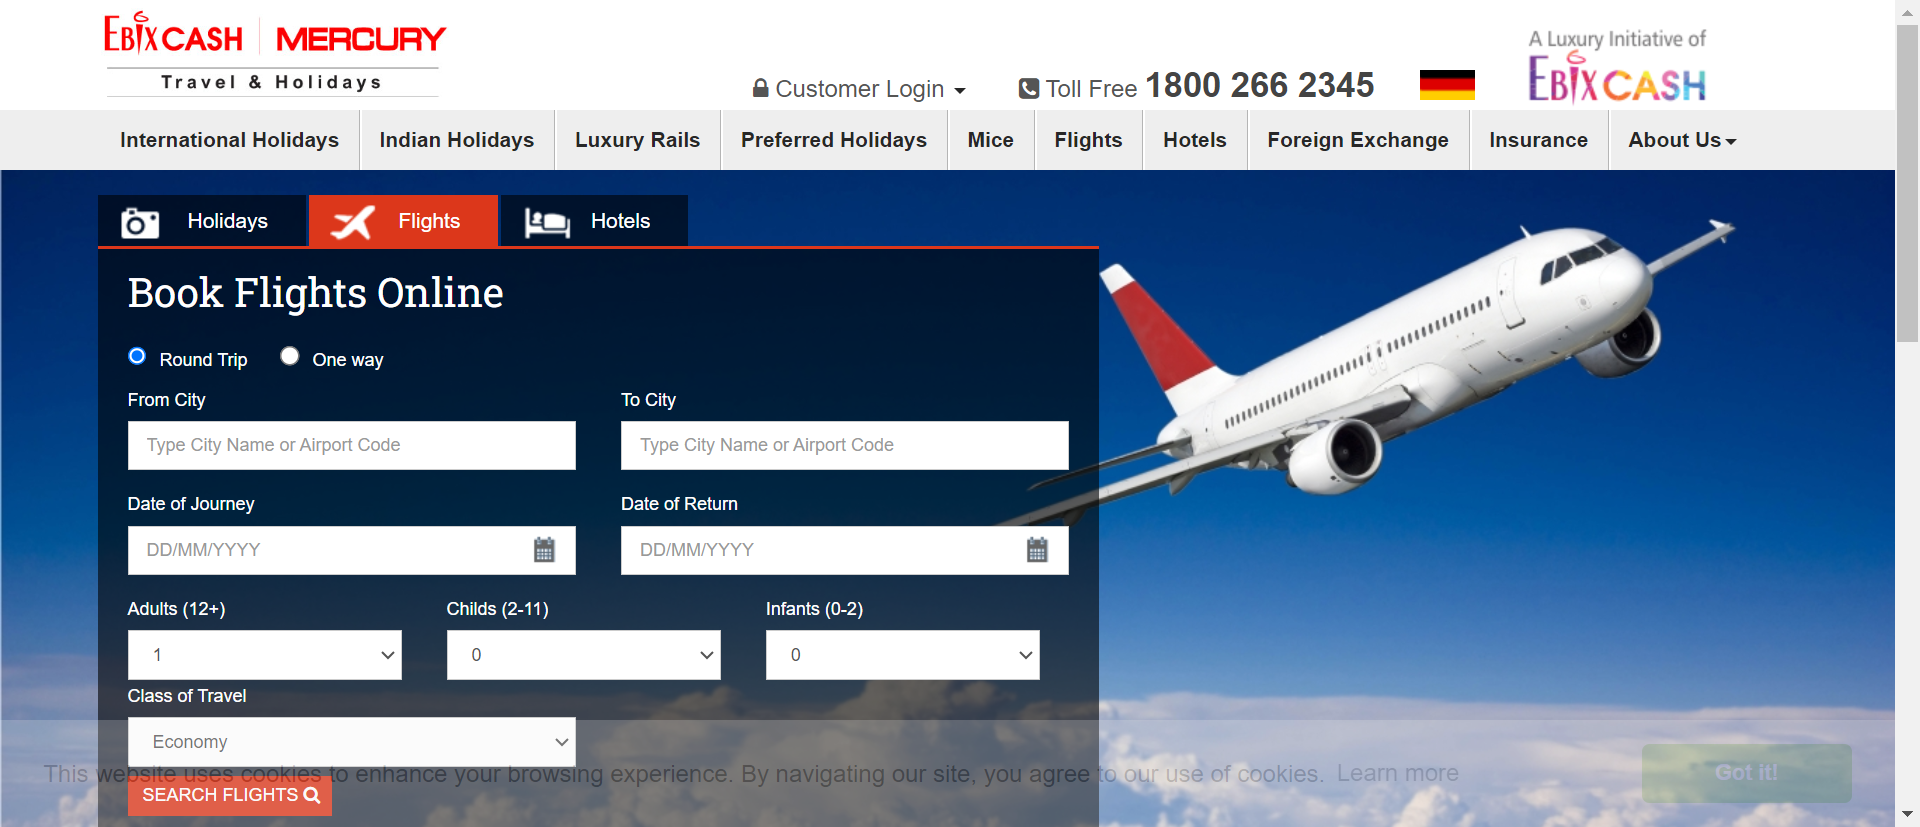 EBIXCASH MERCURY
Travel & Holidays
Customer Login
Toll Free 1800 266 2345
A Luxury Initiative of
EBIXCASH
International Holidays
Indian Holidays
Luxury Rails
Preferred Holidays
Mice
Flights
Hotels
Foreign Exchange
Insurance
About Us
Holidays
Flights
Hotels
Book Flights Online
Round Trip
One way
From City
To City
Type City Name or Airport Code
Type City Name or Airport Code
Date of Journey
Date of Return
DD/MM/YYYY
DD/MM/YYYY
Adults (12+)
Childs (2-11)
Infants (0-2)
1
0
0
Class of Travel
Economy
This website uses cookies to enhance your browsing experience. By navigating our site, you agree to our use of cookies. Learn more
Got it!
SEARCH FLIGHTS